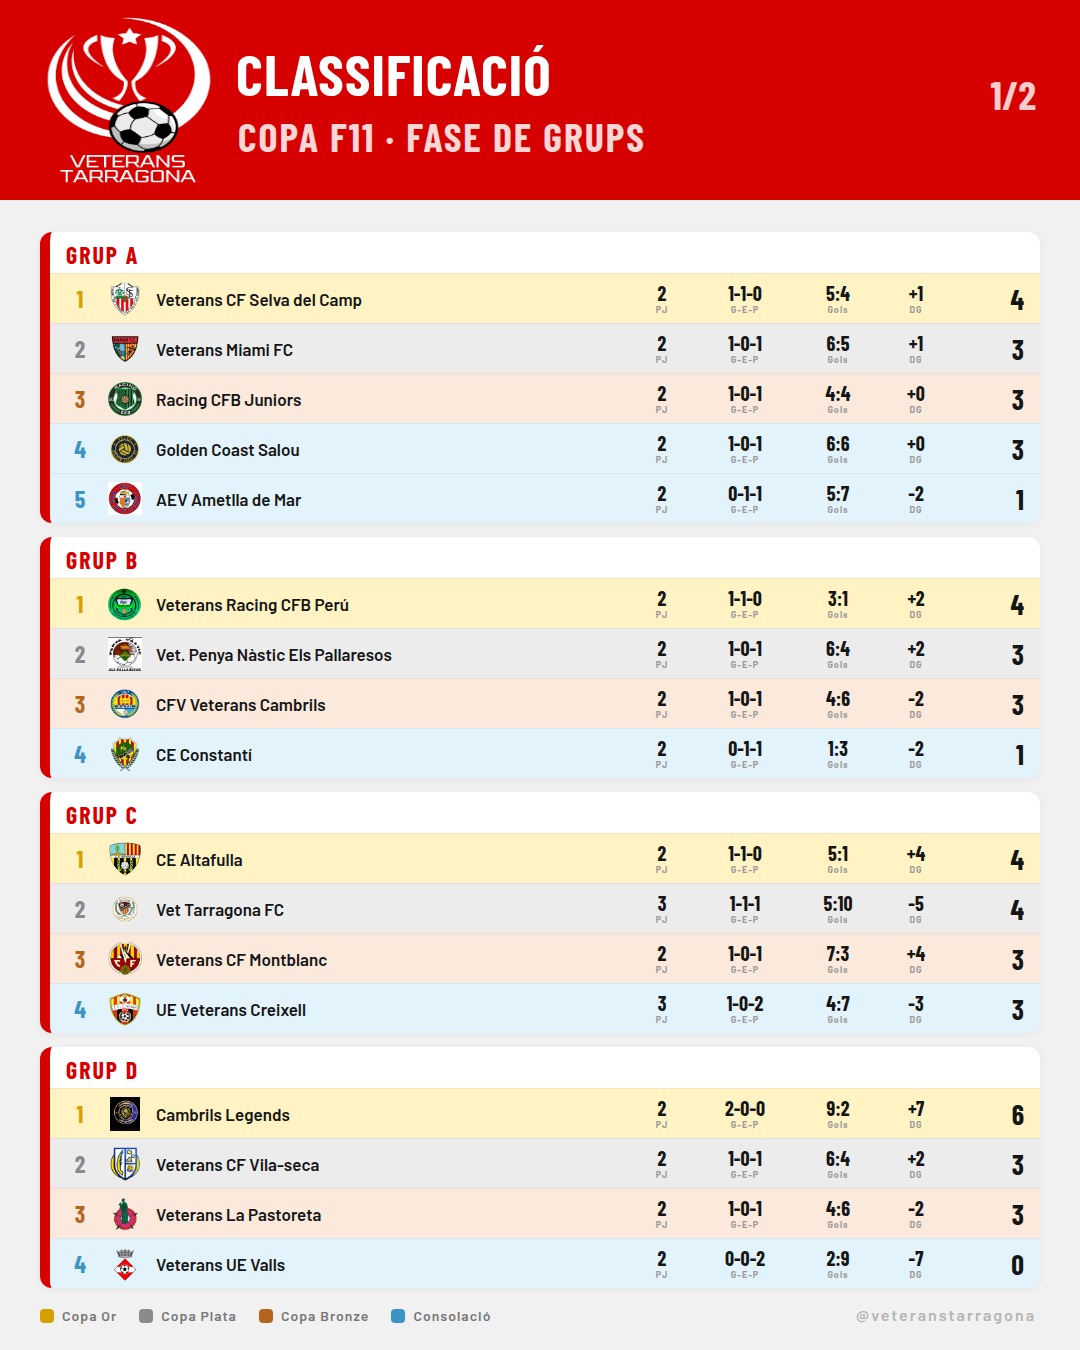 VETERANS
TARRAGONA
CLASSIFICACIÓ
COPA F11 · FASE DE GRUPS
1/2
GRUP A
1 Veterans CF Selva del Camp 2 PJ 1-1-0 G-E-P 5:4 Gols +1 DG 4
2 Veterans Miami FC 2 PJ 1-0-1 G-E-P 6:5 Gols +1 DG 3
3 Racing CFB Juniors 2 PJ 1-0-1 G-E-P 4:4 Gols +0 DG 3
4 Golden Coast Salou 2 PJ 1-0-1 G-E-P 6:6 Gols +0 DG 3
5 AEV Ametlla de Mar 2 PJ 0-1-1 G-E-P 5:7 Gols -2 DG 1
GRUP B
1 Veterans Racing CFB Perú 2 PJ 1-1-0 G-E-P 3:1 Gols +2 DG 4
2 Vet. Penya Nàstic Els Pallaresos 2 PJ 1-0-1 G-E-P 6:4 Gols +2 DG 3
3 CFV Veterans Cambrils 2 PJ 1-0-1 G-E-P 4:6 Gols -2 DG 3
4 CE Constantí 2 PJ 0-1-1 G-E-P 1:3 Gols -2 DG 1
GRUP C
1 CE Altafulla 2 PJ 1-1-0 G-E-P 5:1 Gols +4 DG 4
2 Vet Tarragona FC 3 PJ 1-1-1 G-E-P 5:10 Gols -5 DG 4
3 Veterans CF Montblanc 2 PJ 1-0-1 G-E-P 7:3 Gols +4 DG 3
4 UE Veterans Creixell 3 PJ 1-0-2 G-E-P 4:7 Gols -3 DG 3
GRUP D
1 Cambrils Legends 2 PJ 2-0-0 G-E-P 9:2 Gols +7 DG 6
2 Veterans CF Vila-seca 2 PJ 1-0-1 G-E-P 6:4 Gols +2 DG 3
3 Veterans La Pastoreta 2 PJ 1-0-1 G-E-P 4:6 Gols -2 DG 3
4 Veterans UE Valls 2 PJ 0-0-2 G-E-P 2:9 Gols -7 DG 0
Copa Or Copa Plata Copa Bronze Consolació @veteranstarragona